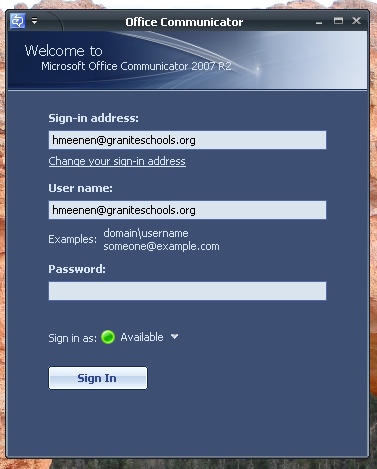 Office Communicator
Welcome to
Microsoft Office Communicator 2007 R2
Sign-in address:
hmeenen@graniteschools.org
Change your sign-in address
User name:
hmeenen@graniteschools.org
Examples: domain\username
someone@example.com
Password:
Sign in as: Available
Sign In